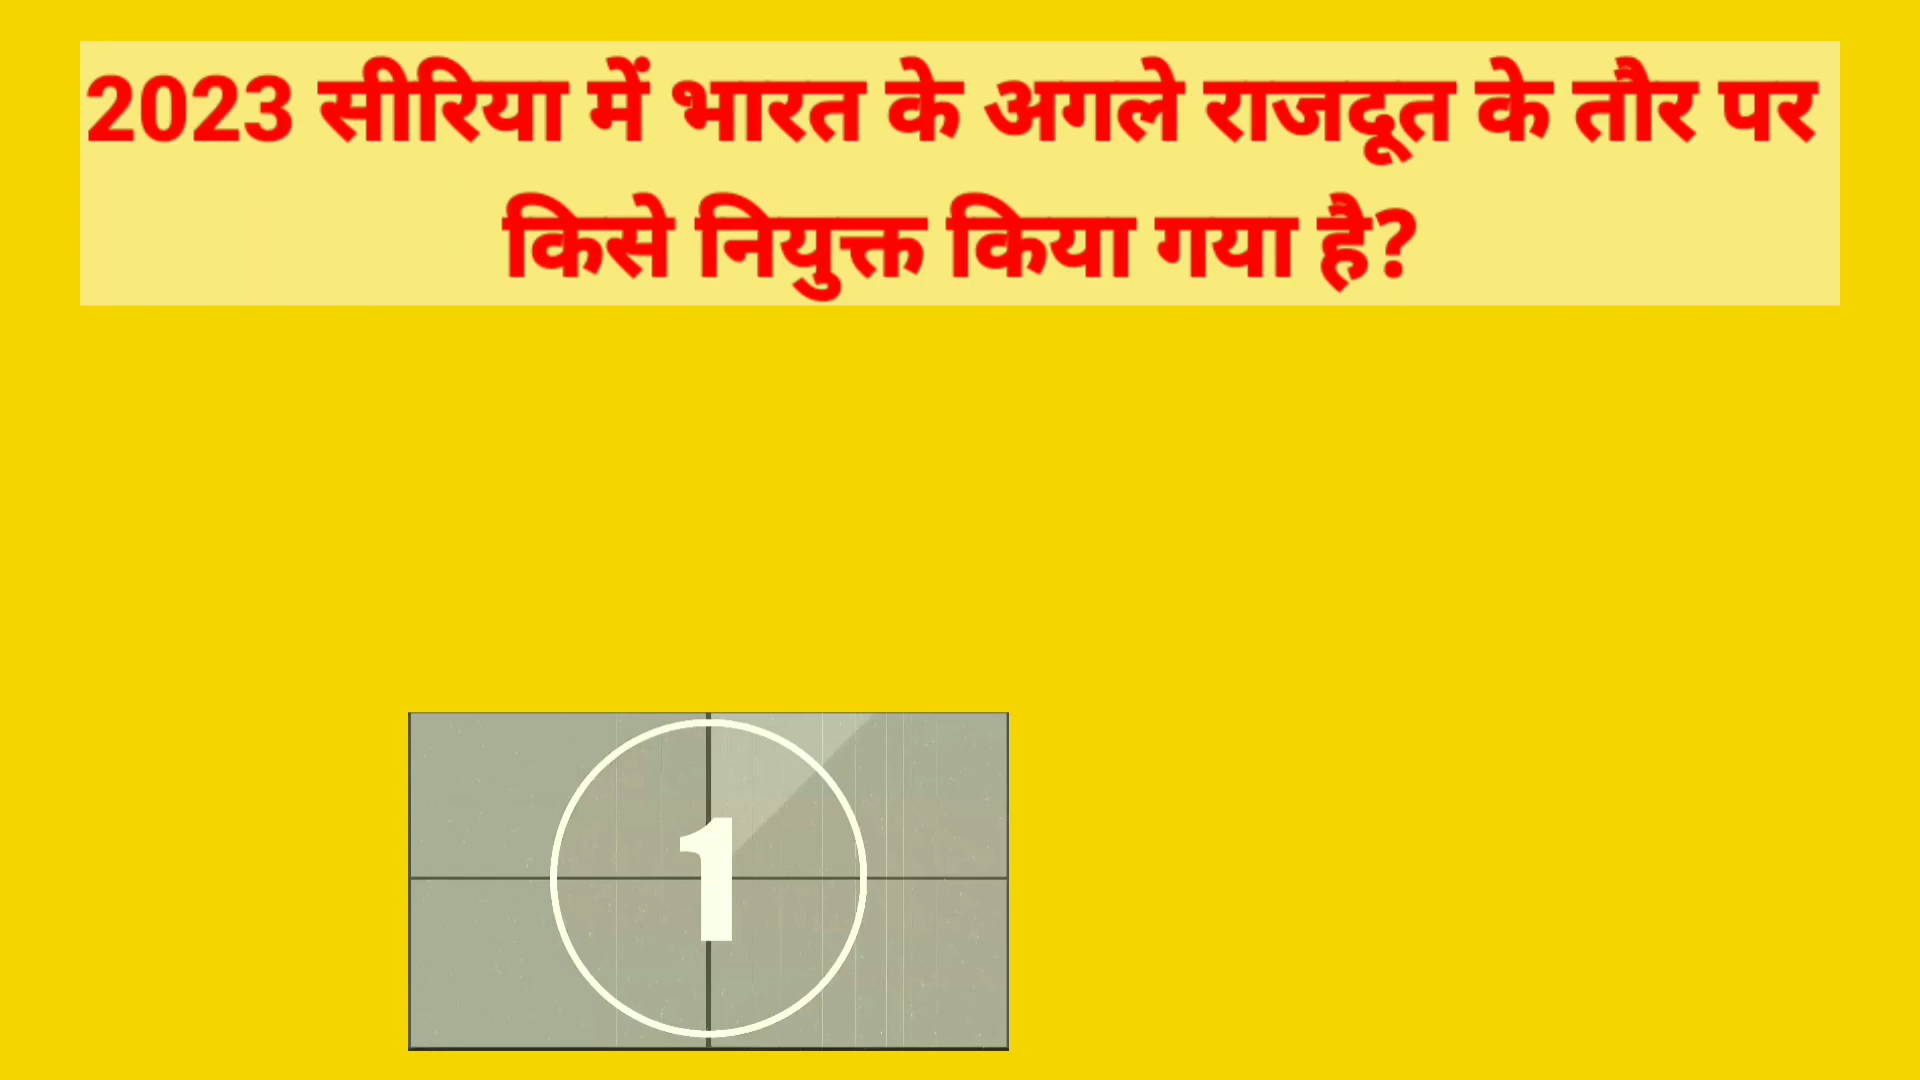 2023 सीरिया में भारत के अगले राजदूत के तौर पर
किसे नियुक्त किया गया है?
1